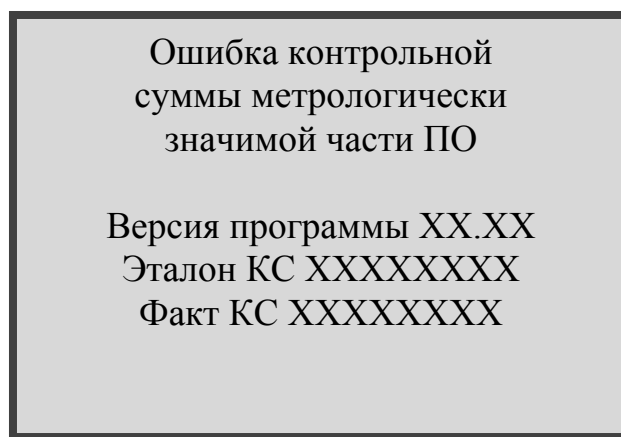 Ошибка контрольной
суммы метрологически
значимой части ПО
Версия программы XX.XX
Эталон КС XXXXXXXX
Факт КС XXXXXXXX